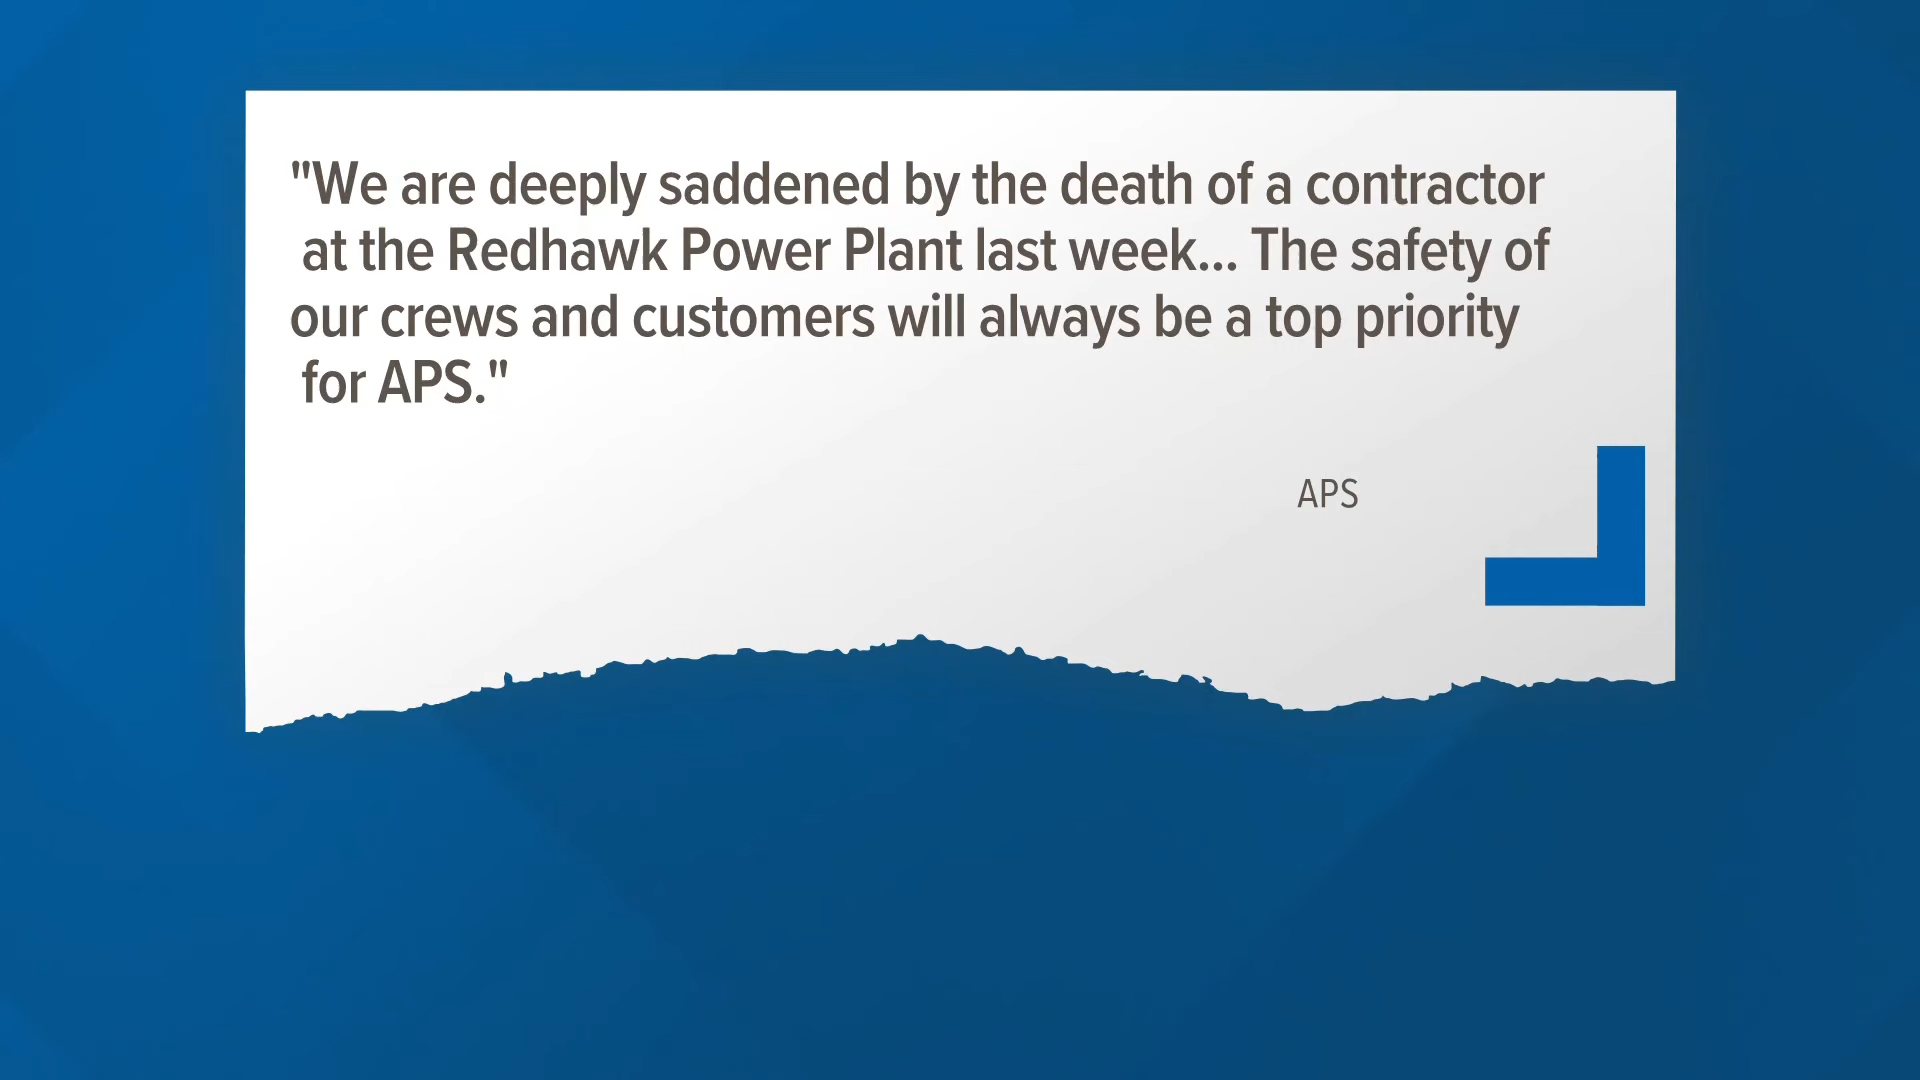 "We are deeply saddened by the death of a contractor
at the Redhawk Power Plant last week... The safety of
our crews and customers will always be a top priority
for APS."
APS